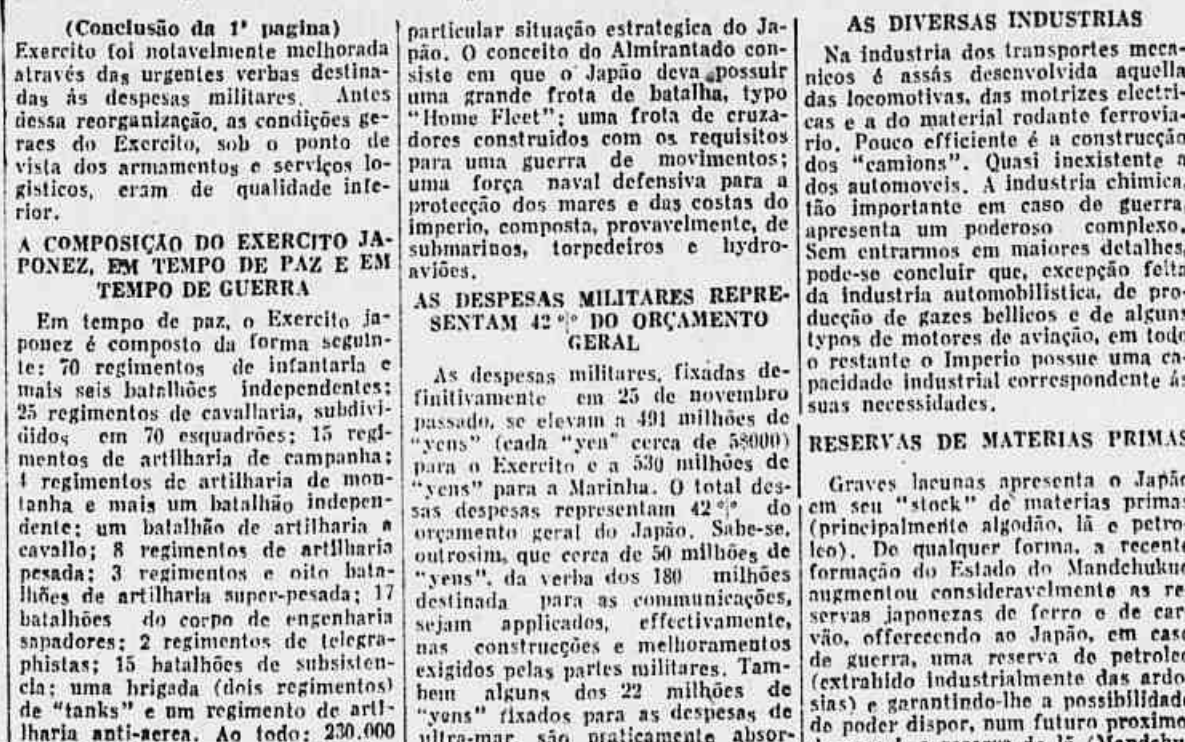 (Conclusão da 1ª pagina)
Exercito foi notavelmente melhorada
através das urgentes verbas destina-
das ás despesas militares. Antes
dessa reorganização, as condições ge-
raes do Exercito, sob o ponto de
vista dos armamentos e serviços lo-
gisticos, eram de qualidade infe-
rior.
A COMPOSIÇÃO DO EXERCITO JA-
PONEZ, EM TEMPO DE PAZ E EM
TEMPO DE GUERRA
Em tempo de paz, o Exercito ja-
ponez é composto da forma seguin-
te: 70 regimentos de infantaria e
mais seis batalhões independentes;
25 regimentos de cavallaria, subdivi-
didos em 70 esquadrões; 15 regi-
mentos de artilharia de campanha;
4 regimentos de artilharia de mon-
tanha e mais um batalhão indepen-
dente; um batalhão de artilharia a
cavallo; 8 regimentos de artilharia
pesada; 3 regimentos e oito bata-
lhões de artilharia super-pesada; 17
batalhões do corpo de engenharia
sapadores; 2 regimentos de telegra-
phistas; 15 batalhões de subsisten-
cia; uma brigada (dois regimentos)
de "tanks" e um regimento de arti-
lharia anti-aerea. Ao todo: 230.000
particular situação estrategica do Ja-
pão. O conceito do Almirantado con-
siste em que o Japão deva possuir
uma grande frota de batalha, typo
"Home Fleet"; uma frota de cruza-
dores construidos com os requisitos
para uma guerra de movimentos;
uma força naval defensiva para a
protecção dos mares e das costas do
imperio, composta, provavelmente, de
submarinos, torpedeiros e hydro-
aviões.
AS DESPESAS MILITARES REPRE-
SENTAM 42 °|° DO ORÇAMENTO
GERAL
As despesas militares, fixadas de-
finitivamente em 25 de novembro
passado, se elevam a 491 milhões de
"yens" (cada "yen" cerca de 5$000)
para o Exercito e a 530 milhões de
"yens" para a Marinha. O total des-
sas despesas representam 42 °|° do
orçamento geral do Japão. Sabe-se,
outrosim, que cerca de 50 milhões de
"yens", da verba dos 180 milhões
destinada para as communicações,
sejam applicados, effectivamente,
nas construcções e melhoramentos
exigidos pelas partes militares. Tam-
bem alguns dos 22 milhões de
"yens" fixados para as despesas de
ultra-mar são praticamente absor-
AS DIVERSAS INDUSTRIAS
Na industria dos transportes meca-
nicos é assás desenvolvida aquella
das locomotivas, das motrizes electri-
cas e a do material rodante ferrovia-
rio. Pouco efficiente é a construcção
dos "camions". Quasi inexistente a
dos automoveis. A industria chimica,
tão importante em caso de guerra,
apresenta um poderoso complexo.
Sem entrarmos em maiores detalhes,
pode-se concluir que, excepção feita
da industria automobilistica, de pro-
ducção de gazes bellicos e de alguns
typos de motores de aviação, em todo
o restante o Imperio possue uma ca-
pacidade industrial correspondente ás
suas necessidades.
RESERVAS DE MATERIAS PRIMAS
Graves lacunas apresenta o Japão
em seu "stock" de materias primas
(principalmente algodão, lã e petro-
leo). De qualquer forma, a recente
formação do Estado do Mandchukuo
augmentou consideravelmente as re
servas japonezas de ferro e de car
vão, offerecendo ao Japão, em caso
de guerra, uma reserva de petroleo
(extrahido industrialmente das ardo
sias) e garantindo-lhe a possibilidade
de poder dispor, num futuro proximo